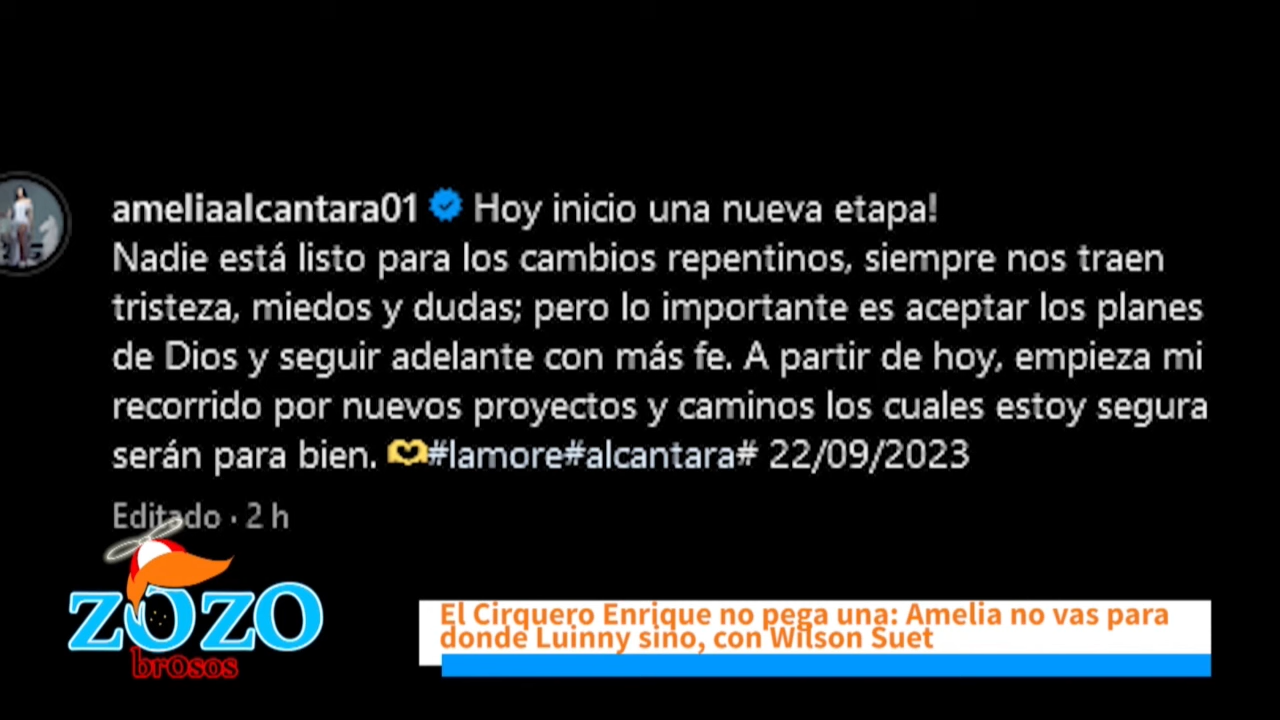 ameliaalcantara01 Hoy inicio una nueva etapa!
Nadie está listo para los cambios repentinos, siempre nos traen
tristeza, miedos y dudas; pero lo importante es aceptar los planes
de Dios y seguir adelante con más fe. A partir de hoy, empieza mi
recorrido por nuevos proyectos y caminos los cuales estoy segura
serán para bien. 🫶#lamore#alcantara# 22/09/2023
Editado · 2 h
zozo
brosos
El Cirquero Enrique no pega una: Amelia no vas para
donde Luinny sino, con Wilson Suet